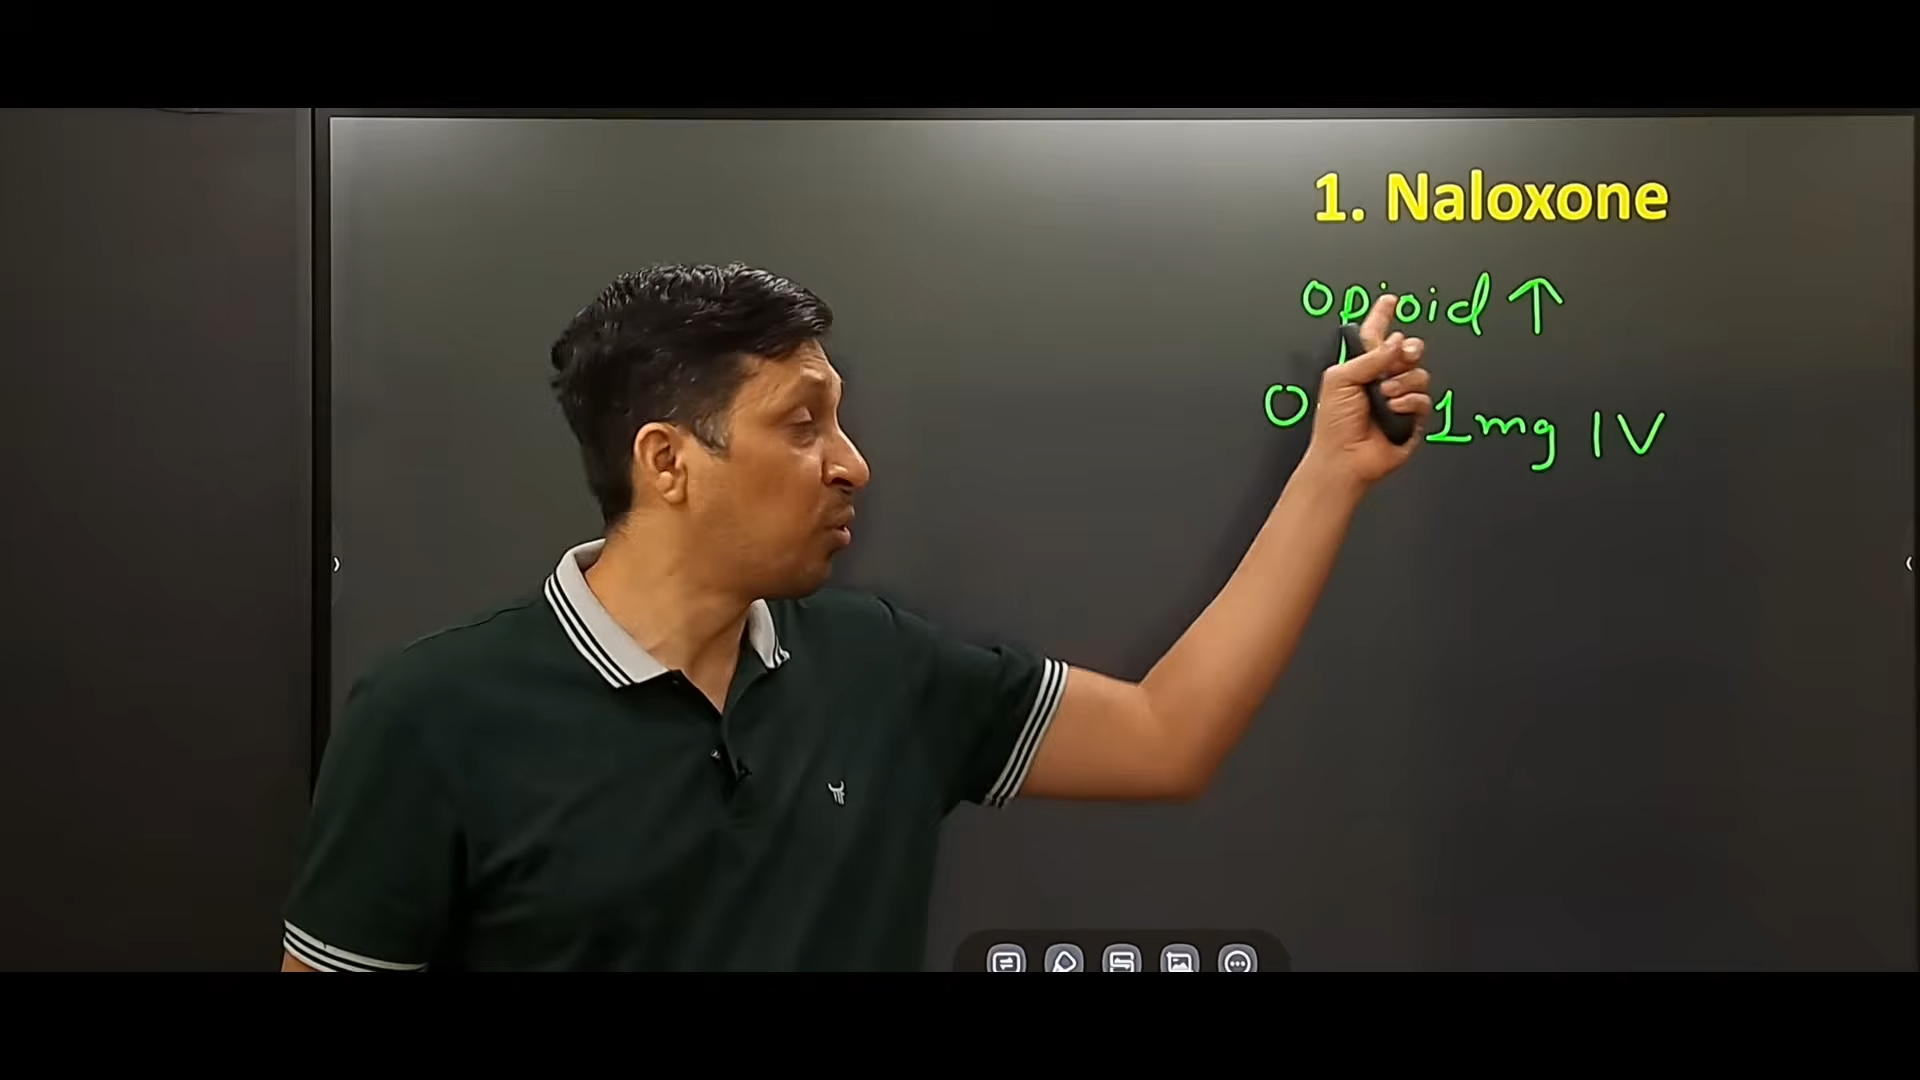 1. Naloxone
opioid ↑
1mg IV